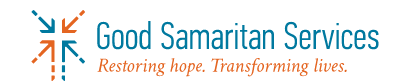 Good Samaritan Services
Restoring hope. Transforming lives.